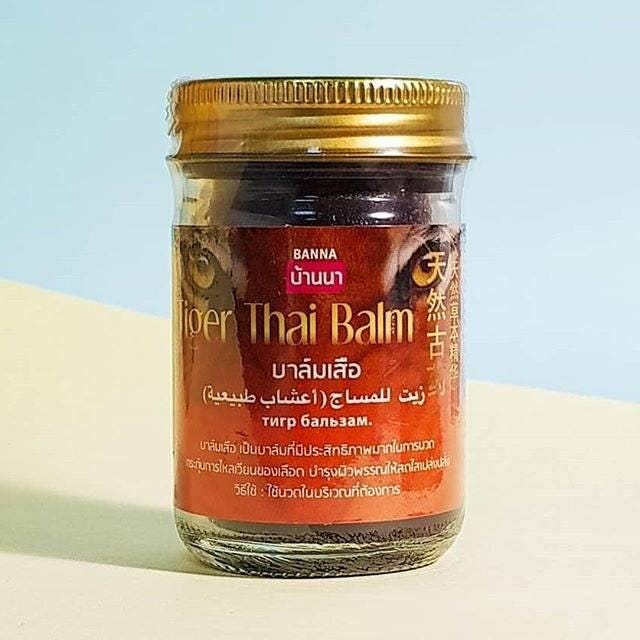 BANNA
บ้านนา
Tiger Thai Balm
บาล์มเสือ
زيت للمساج (أعشاب طبيعية)
тигр бальзам.
บาล์มเสือ เป็นบาล์มที่มีประสิทธิภาพมากในการนวด
กระตุ้นการไหลเวียนของเลือด บำรุงผิวพรรณให้สดใสเปล่งปลั่ง
วิธีใช้ : ใช้นวดในบริเวณที่ต้องการ
天然古
天然草本精华